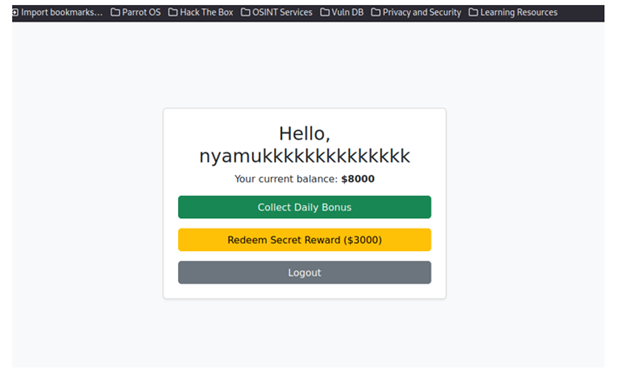 Import bookmarks... Parrot OS Hack The Box OSINT Services Vuln DB Privacy and Security Learning Resources
Hello,
nyamukkkkkkkkkkkkkk
Your current balance: $8000
Collect Daily Bonus
Redeem Secret Reward ($3000)
Logout